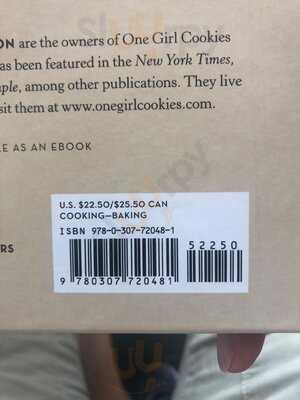 ON are the owners of One Girl Cookies
as been featured in the New York Times,
ple, among other publications. They live
sit them at www.onegirlcookies.com.
LE AS AN EBOOK
U.S. $22.50/$25.50 CAN
COOKING—BAKING
ISBN 978-0-307-72048-1
52250
9 780307 720481
RS